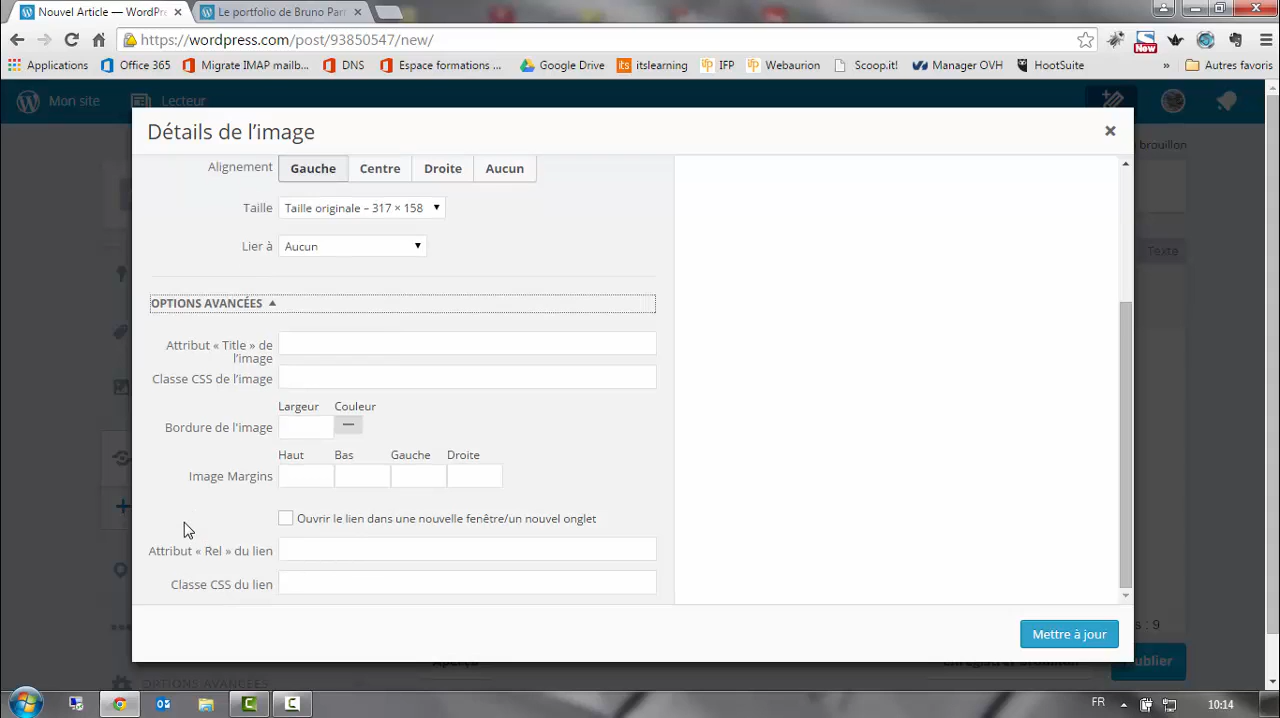 Nouvel Article — WordPre
Le portfolio de Bruno Par
https://wordpress.com/post/93850547/new/
New
Applications
Office 365
Migrate IMAP mailb...
DNS
Espace formations ...
Google Drive
its itslearning
IFP
Webaurion
Scoop.it!
Manager OVH
HootSuite
»
Autres favoris
Mon site
Lecteur
Détails de l’image
brouillon
Alignement
Gauche
Centre
Droite
Aucun
Taille
Taille originale – 317 × 158
Lier à
Aucun
Texte
OPTIONS AVANCÉES
Attribut « Title » de
l’image
Classe CSS de l’image
Largeur
Couleur
Bordure de l'image
Haut
Bas
Gauche
Droite
Image Margins
Ouvrir le lien dans une nouvelle fenêtre/un nouvel onglet
Attribut « Rel » du lien
Classe CSS du lien
s : 9
Mettre à jour
Aperçu
blier
OPTIONS AVANCÉES
FR
10:14